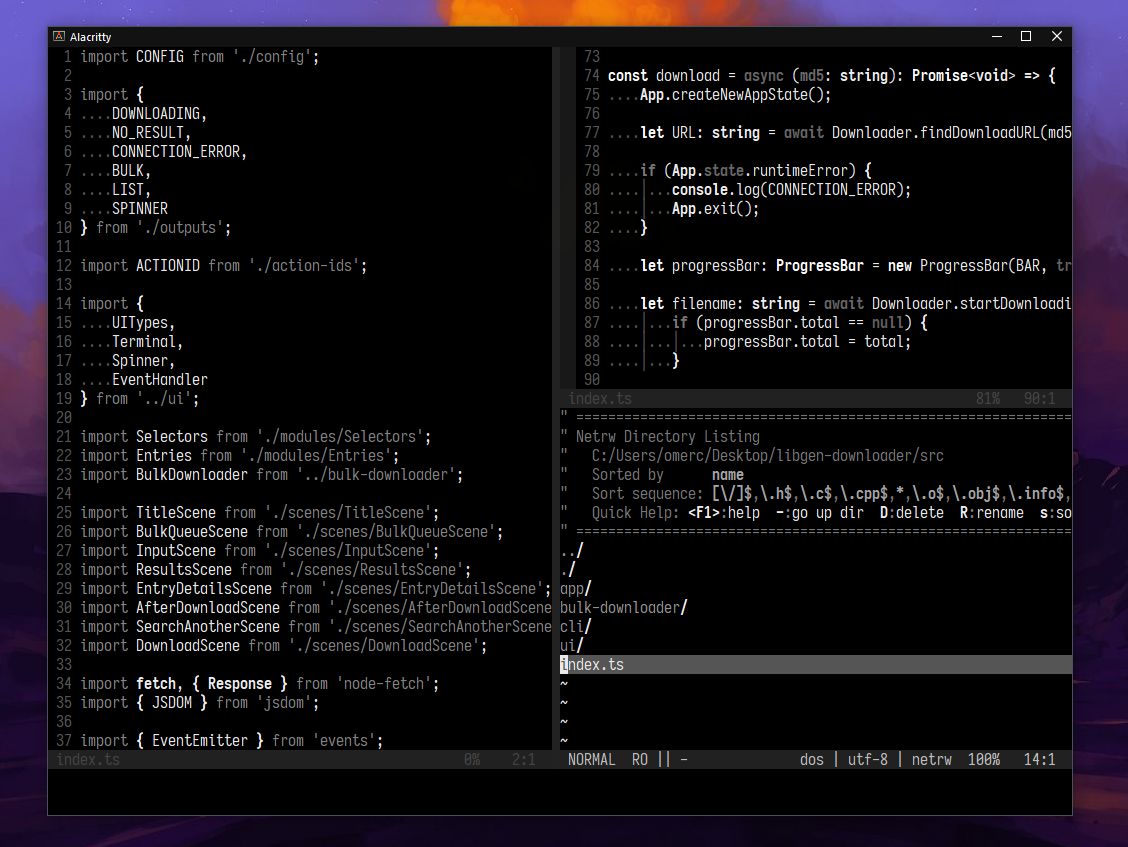 Alacritty
1 import CONFIG from './config';
2
3 import {
4 ....DOWNLOADING,
5 ....NO_RESULT,
6 ....CONNECTION_ERROR,
7 ....BULK,
8 ....LIST,
9 ....SPINNER
10 } from './outputs';
11
12 import ACTIONID from './action-ids';
13
14 import {
15 ....UITypes,
16 ....Terminal,
17 ....Spinner,
18 ....EventHandler
19 } from '../ui';
20
21 import Selectors from './modules/Selectors';
22 import Entries from './modules/Entries';
23 import BulkDownloader from '../bulk-downloader';
24
25 import TitleScene from './scenes/TitleScene';
26 import BulkQueueScene from './scenes/BulkQueueScene';
27 import InputScene from './scenes/InputScene';
28 import ResultsScene from './scenes/ResultsScene';
29 import EntryDetailsScene from './scenes/EntryDetailsScene';
30 import AfterDownloadScene from './scenes/AfterDownloadScene
31 import SearchAnotherScene from './scenes/SearchAnotherScene
32 import DownloadScene from './scenes/DownloadScene';
33
34 import fetch, { Response } from 'node-fetch';
35 import { JSDOM } from 'jsdom';
36
37 import { EventEmitter } from 'events';
index.ts 0% 2:1
73
74 const download = async (md5: string): Promise<void> => {
75 ....App.createNewAppState();
76
77 ....let URL: string = await Downloader.findDownloadURL(md5
78
79 ....if (App.state.runtimeError) {
80 ....│...console.log(CONNECTION_ERROR);
81 ....│...App.exit();
82 ....}
83
84 ....let progressBar: ProgressBar = new ProgressBar(BAR, tr
85
86 ....let filename: string = await Downloader.startDownloadi
87 ....│...if (progressBar.total == null) {
88 ....│...│...progressBar.total = total;
89 ....│...}
90
index.ts 81% 90:1
" ==============================================================
" Netrw Directory Listing
"   C:/Users/omerc/Desktop/libgen-downloader/src
"   Sorted by      name
"   Sort sequence: [\/]$,\.h$,\.c$,\.cpp$,*,\.o$,\.obj$,\.info$,
"   Quick Help: <F1>:help  -:go up dir  D:delete  R:rename  s:so
" ==============================================================
../
./
app/
bulk-downloader/
cli/
ui/
index.ts
~
~
~
~
NORMAL RO || - dos | utf-8 | netrw 100% 14:1